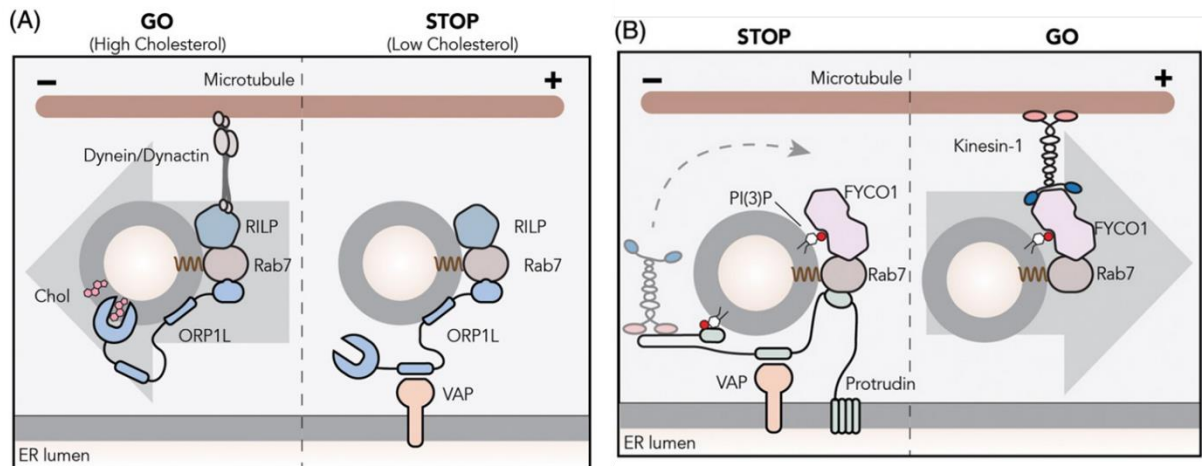 (A)
GO
(High Cholesterol)
STOP
(Low Cholesterol)
−
Microtubule
+
Dynein/Dynactin
RILP
Rab7
Chol
ORP1L
RILP
Rab7
ORP1L
VAP
ER lumen
(B)
STOP
GO
−
Microtubule
+
Kinesin-1
PI(3)P
FYCO1
Rab7
VAP
Protrudin
FYCO1
Rab7
ER lumen